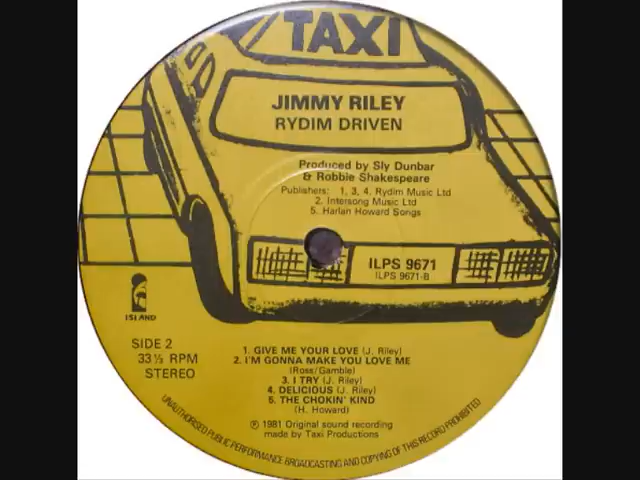 TAXI
JIMMY RILEY
RYDIM DRIVEN
Produced by Sly Dunbar
& Robbie Shakespeare
Publishers: 1, 3, 4, Rydim Music Ltd
2. Intersong Music Ltd
5. Harlan Howard Songs
ILPS 9671
ILPS 9671-B
ISLAND
SIDE 2
33⅓ RPM
STEREO
1. GIVE ME YOUR LOVE (J. Riley)
2. I'M GONNA MAKE YOU LOVE ME
(Ross/Gamble)
3. I TRY (J. Riley)
4. DELICIOUS (J. Riley)
5. THE CHOKIN' KIND
(H. Howard)
℗ 1981 Original sound recording
made by Taxi Productions
UNAUTHORISED PUBLIC PERFORMANCE BROADCASTING AND COPYING OF THIS RECORD PROHIBITED